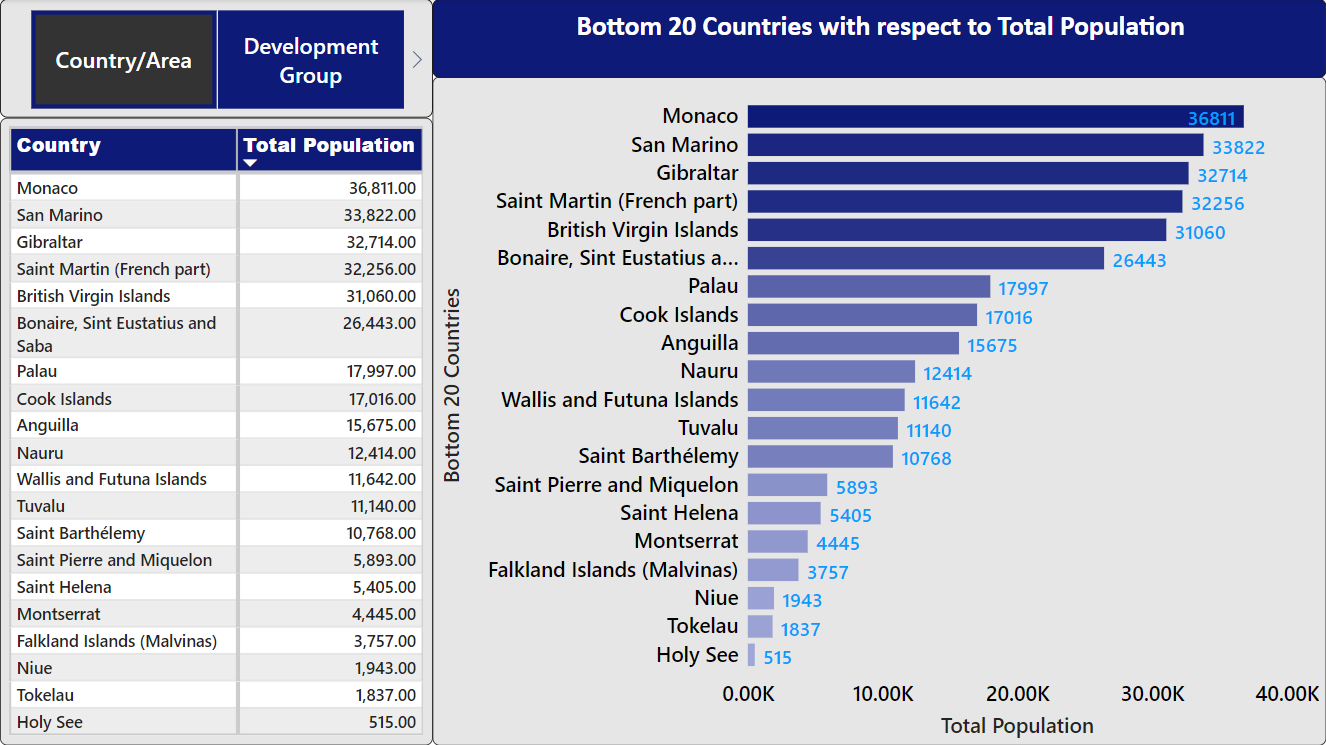 Country/Area
Development
Group
Country Total Population
Monaco 36,811.00
San Marino 33,822.00
Gibraltar 32,714.00
Saint Martin (French part) 32,256.00
British Virgin Islands 31,060.00
Bonaire, Sint Eustatius and 26,443.00
Saba
Palau 17,997.00
Cook Islands 17,016.00
Anguilla 15,675.00
Nauru 12,414.00
Wallis and Futuna Islands 11,642.00
Tuvalu 11,140.00
Saint Barthélemy 10,768.00
Saint Pierre and Miquelon 5,893.00
Saint Helena 5,405.00
Montserrat 4,445.00
Falkland Islands (Malvinas) 3,757.00
Niue 1,943.00
Tokelau 1,837.00
Holy See 515.00
Bottom 20 Countries with respect to Total Population
Bottom 20 Countries
Monaco 36811
San Marino 33822
Gibraltar 32714
Saint Martin (French part) 32256
British Virgin Islands 31060
Bonaire, Sint Eustatius a... 26443
Palau 17997
Cook Islands 17016
Anguilla 15675
Nauru 12414
Wallis and Futuna Islands 11642
Tuvalu 11140
Saint Barthélemy 10768
Saint Pierre and Miquelon 5893
Saint Helena 5405
Montserrat 4445
Falkland Islands (Malvinas) 3757
Niue 1943
Tokelau 1837
Holy See 515
0.00K 10.00K 20.00K 30.00K 40.00K
Total Population